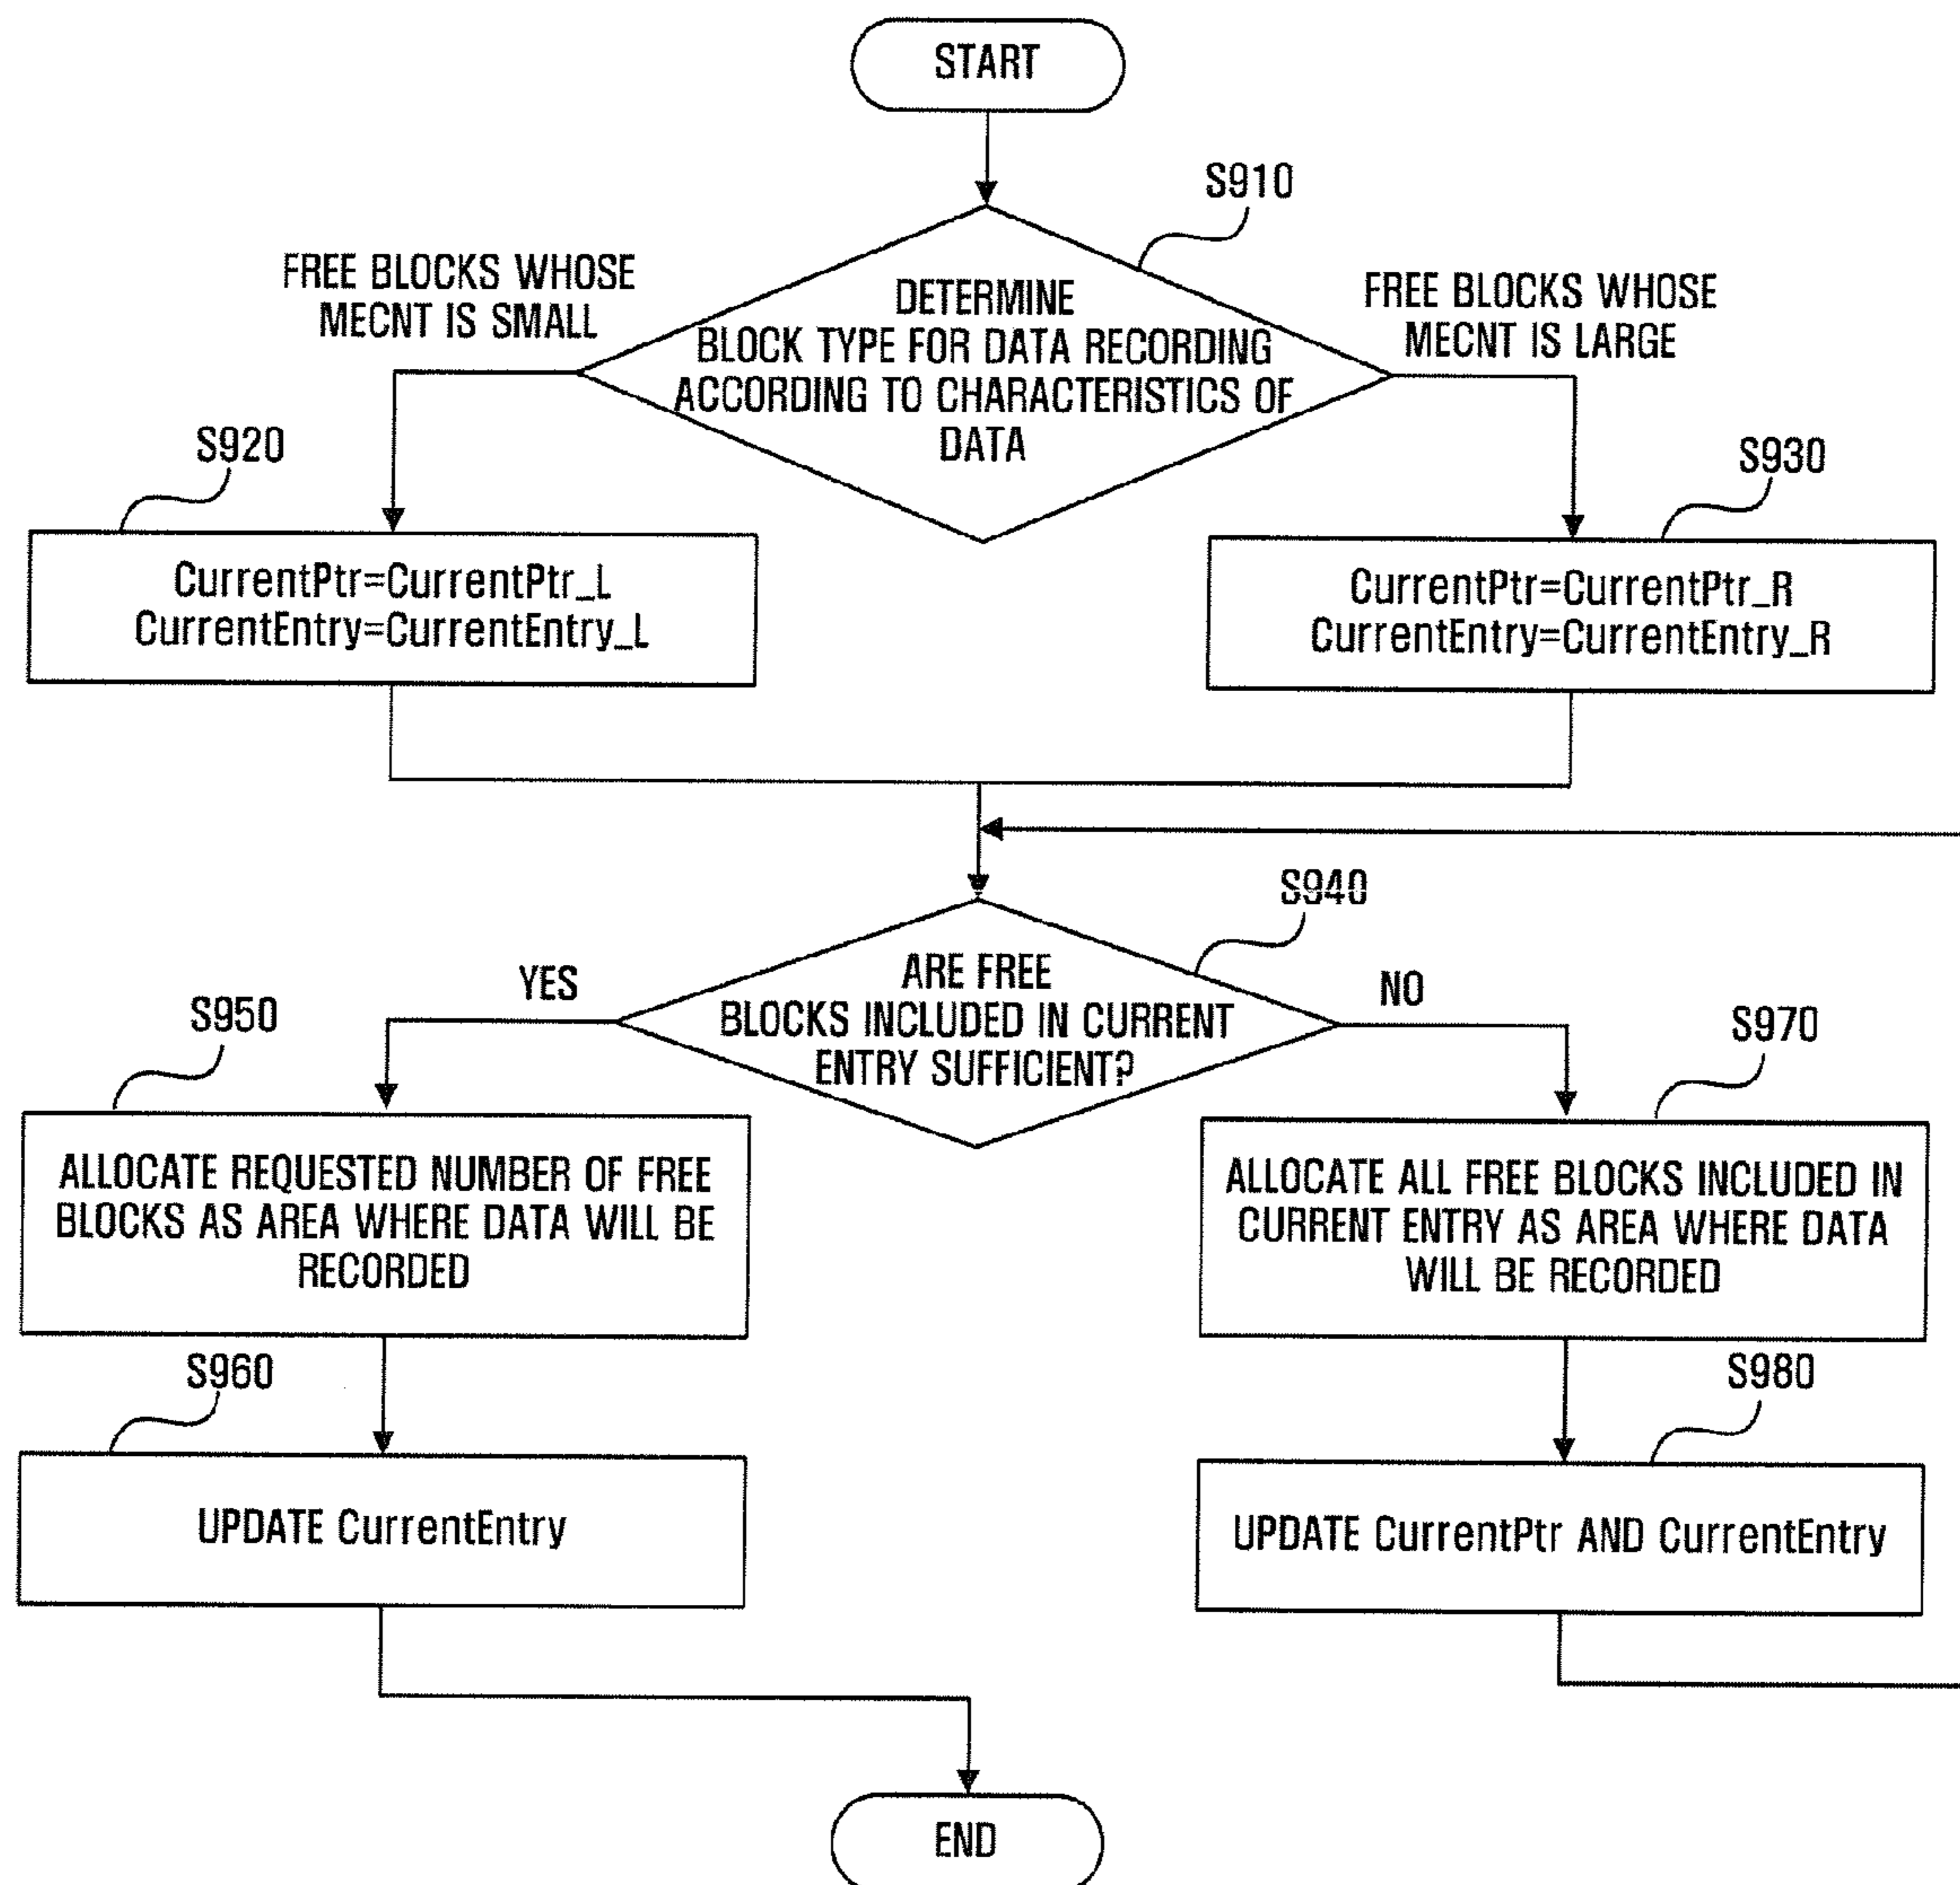 START
S910
FREE BLOCKS WHOSE
MECNT IS SMALL
DETERMINE
BLOCK TYPE FOR DATA RECORDING
ACCORDING TO CHARACTERISTICS OF
DATA
FREE BLOCKS WHOSE
MECNT IS LARGE
S920
CurrentPtr=CurrentPtr_L
CurrentEntry=CurrentEntry_L
S930
CurrentPtr=CurrentPtr_R
CurrentEntry=CurrentEntry_R
S940
ARE FREE
BLOCKS INCLUDED IN CURRENT
ENTRY SUFFICIENT?
YES
NO
S950
ALLOCATE REQUESTED NUMBER OF FREE
BLOCKS AS AREA WHERE DATA WILL BE
RECORDED
S970
ALLOCATE ALL FREE BLOCKS INCLUDED IN
CURRENT ENTRY AS AREA WHERE DATA
WILL BE RECORDED
S960
UPDATE CurrentEntry
S980
UPDATE CurrentPtr AND CurrentEntry
END